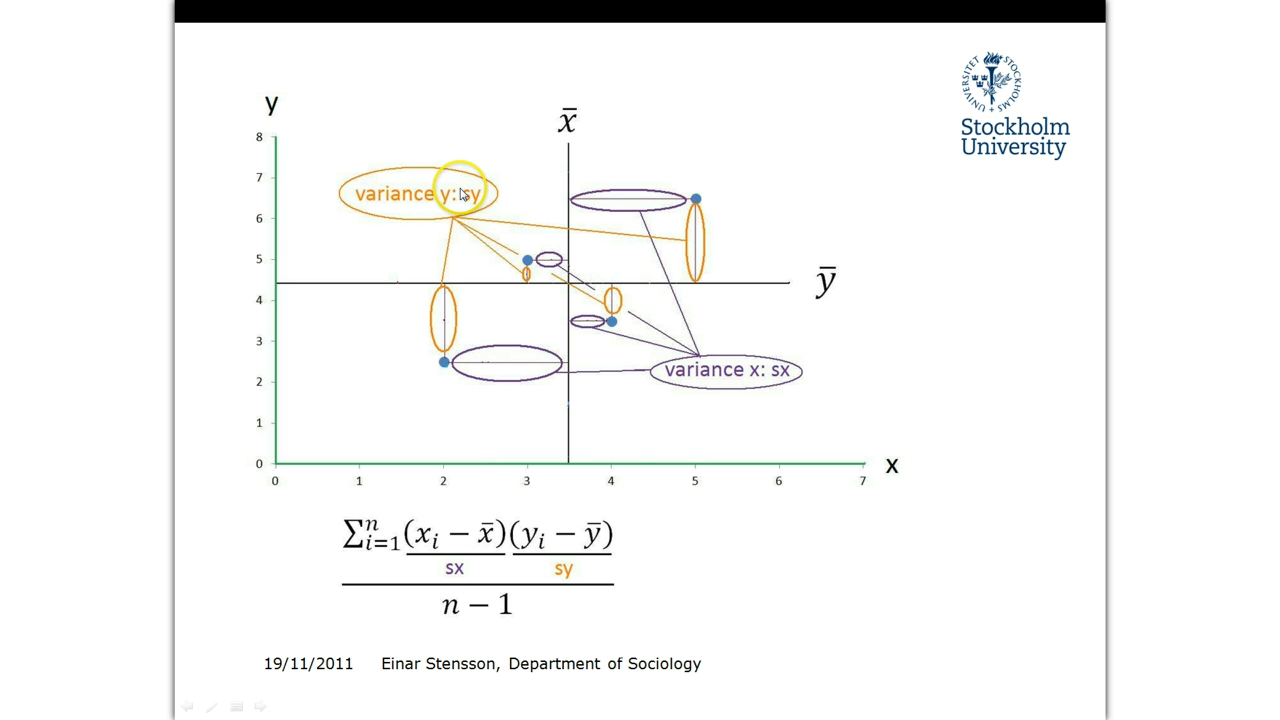 UNIVERSITET STOCKHOLMS
Stockholm
University
y
x̄
8
7
6
5
4
3
2
1
0
variance y: sy
ȳ
variance x: sx
0 1 2 3 4 5 6 7
x
∑ⁿᵢ₌₁(xᵢ − x̄)(yᵢ − ȳ)
sx sy
n − 1
19/11/2011 Einar Stensson, Department of Sociology